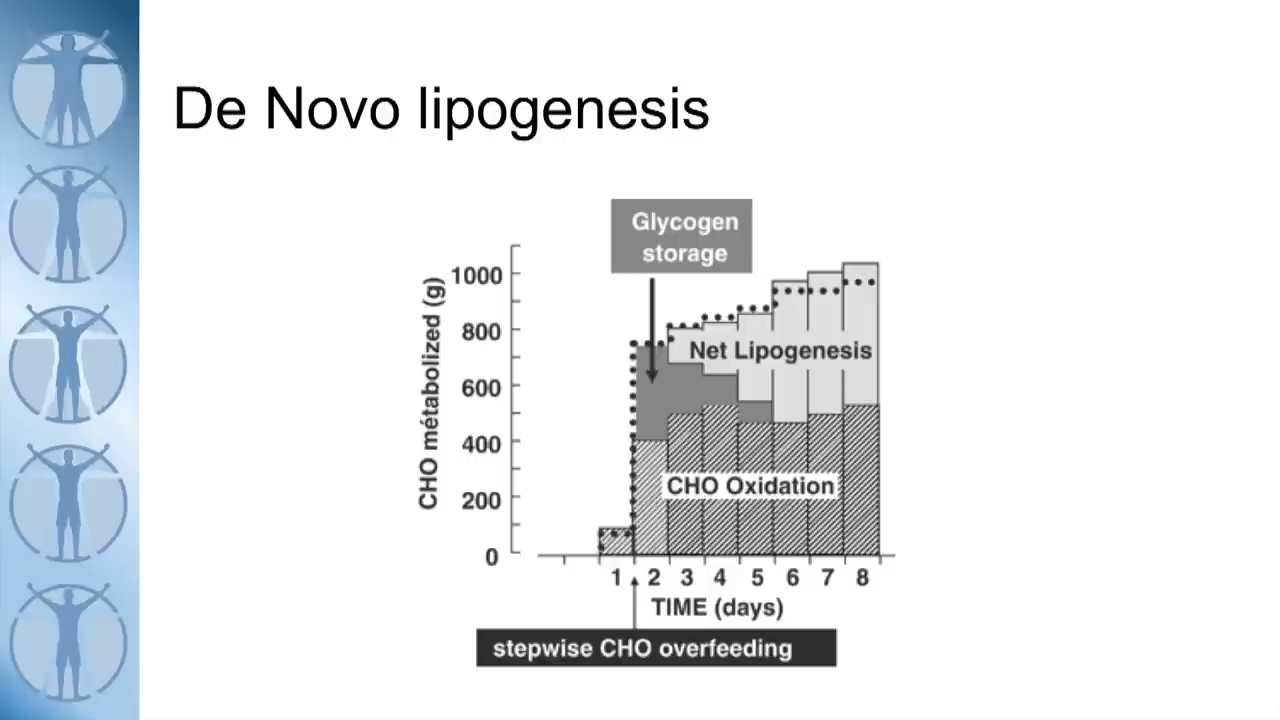 De Novo lipogenesis
Glycogen
storage
CHO métabolized (g)
1000
800
600
400
200
0
Net Lipogenesis
CHO Oxidation
1 2 3 4 5 6 7 8
TIME (days)
stepwise CHO overfeeding